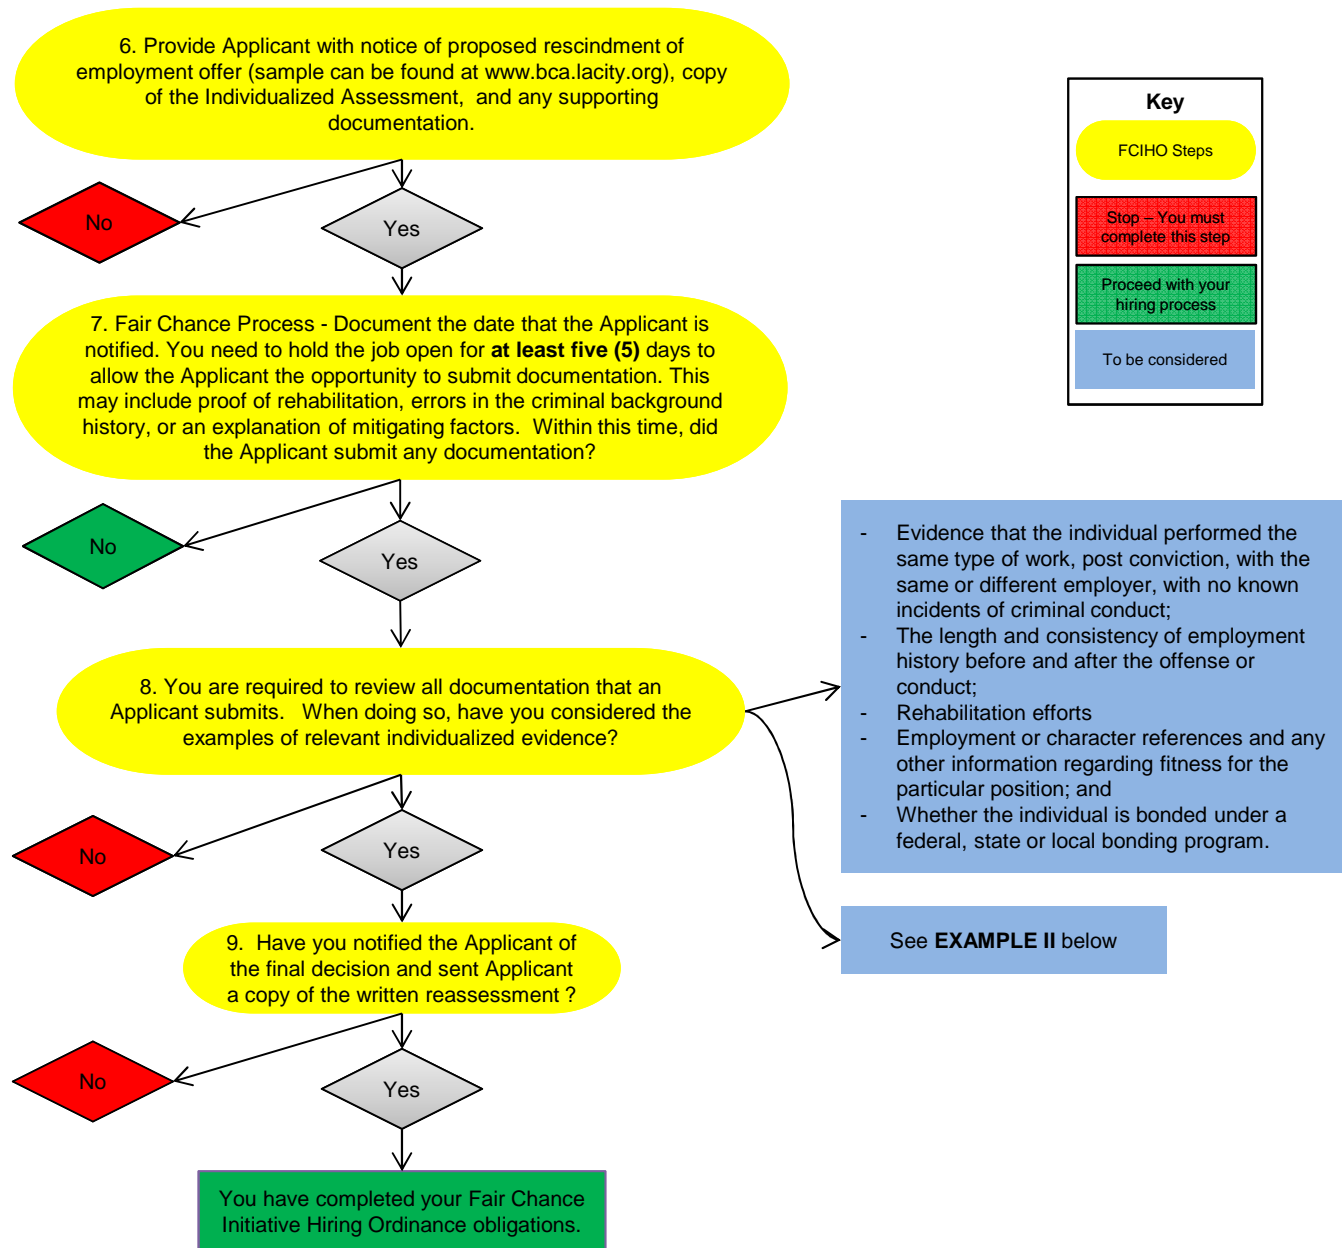 6. Provide Applicant with notice of proposed rescindment of
employment offer (sample can be found at www.bca.lacity.org), copy
of the Individualized Assessment,  and any supporting
documentation.
No
Yes
7. Fair Chance Process - Document the date that the Applicant is
notified. You need to hold the job open for at least five (5) days to
allow the Applicant the opportunity to submit documentation. This
may include proof of rehabilitation, errors in the criminal background
history, or an explanation of mitigating factors.  Within this time, did
the Applicant submit any documentation?
No
Yes
8. You are required to review all documentation that an
Applicant submits.   When doing so, have you considered the
examples of relevant individualized evidence?
No
Yes
9.  Have you notified the Applicant of
the final decision and sent Applicant
a copy of the written reassessment ?
No
Yes
You have completed your Fair Chance
Initiative Hiring Ordinance obligations.
Key
FCIHO Steps
Stop – You must
complete this step
Proceed with your
hiring process
To be considered
- Evidence that the individual performed the
same type of work, post conviction, with the
same or different employer, with no known
incidents of criminal conduct;
- The length and consistency of employment
history before and after the offense or
conduct;
- Rehabilitation efforts
- Employment or character references and any
other information regarding fitness for the
particular position; and
- Whether the individual is bonded under a
federal, state or local bonding program.
See EXAMPLE II below